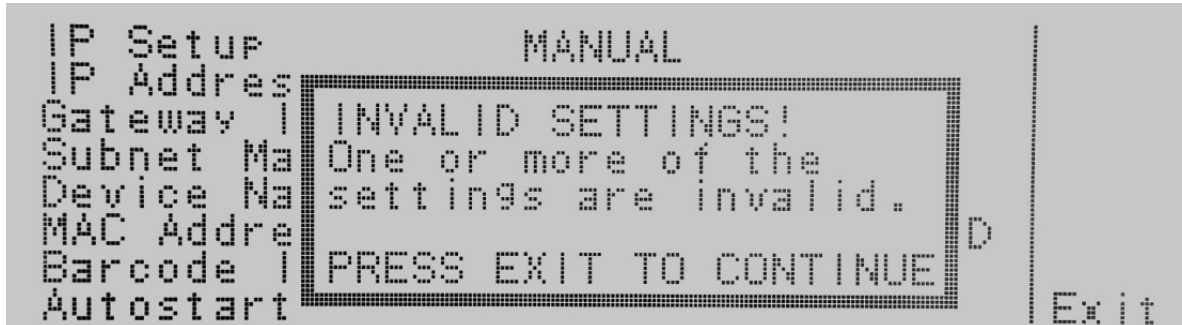 IP Setup MANUAL
IP Addres
Gateway I
Subnet Ma
Device Na
MAC Addre D
Barcode I
Autostart
INVALID SETTINGS!
One or more of the
settings are invalid.
PRESS EXIT TO CONTINUE
Exit